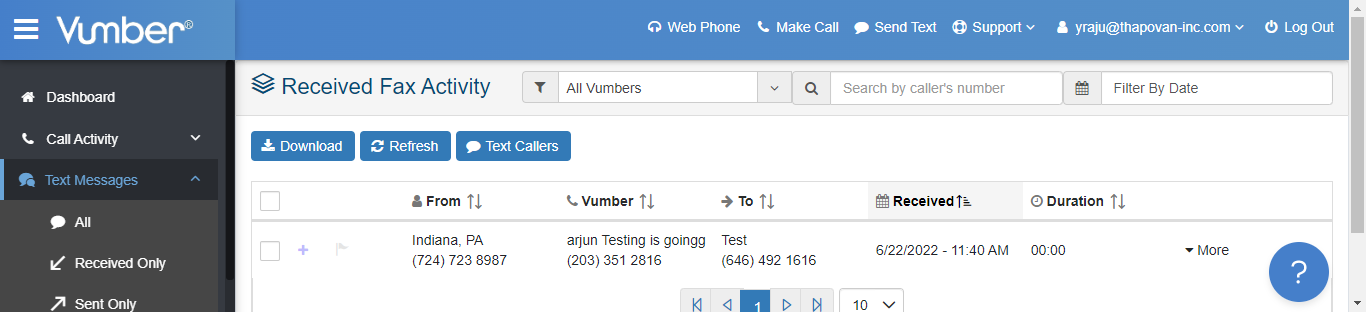 Vumber®
Web Phone Make Call Send Text Support yraju@thapovan-inc.com Log Out
Dashboard
Call Activity
Text Messages
All
Received Only
Sent Only
Received Fax Activity All Vumbers Search by caller's number Filter By Date
Download Refresh Text Callers
From Vumber To Received Duration
Indiana, PA arjun Testing is goingg Test
(724) 723 8987 (203) 351 2816 (646) 492 1616 6/22/2022 - 11:40 AM 00:00 More
?
1 10